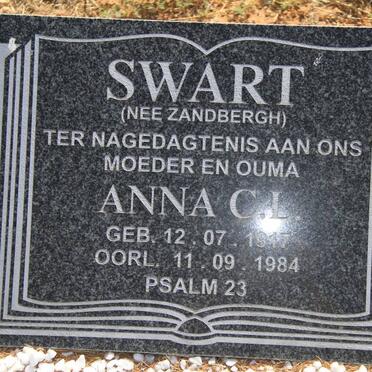 SWART
(NEE ZANDBERGH)
TER NAGEDAGTENIS AAN ONS
MOEDER EN OUMA
ANNA C.L.
GEB. 12 . 07 .
OORL. 11 . 09 . 1984
PSALM 23